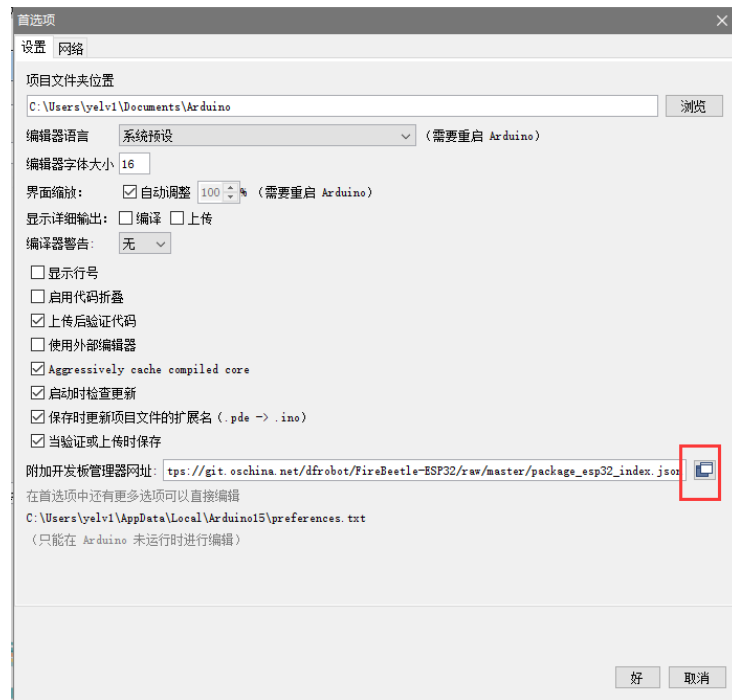 首选项
设置 网络
项目文件夹位置
C:\Users\yelv1\Documents\Arduino 浏览
编辑器语言 系统预设 (需要重启 Arduino)
编辑器字体大小 16
界面缩放: 自动调整 100 % (需要重启 Arduino)
显示详细输出: 编译 上传
编译器警告: 无
显示行号
启用代码折叠
上传后验证代码
使用外部编辑器
Aggressively cache compiled core
启动时检查更新
保存时更新项目文件的扩展名 (.pde -> .ino)
当验证或上传时保存
附加开发板管理器网址: tps://git.oschina.net/dfrobot/FireBeetle-ESP32/raw/master/package_esp32_index.json
在首选项中还有更多选项可以直接编辑
C:\Users\yelv1\AppData\Local\Arduino15\preferences.txt
(只能在 Arduino 未运行时进行编辑)
好 取消